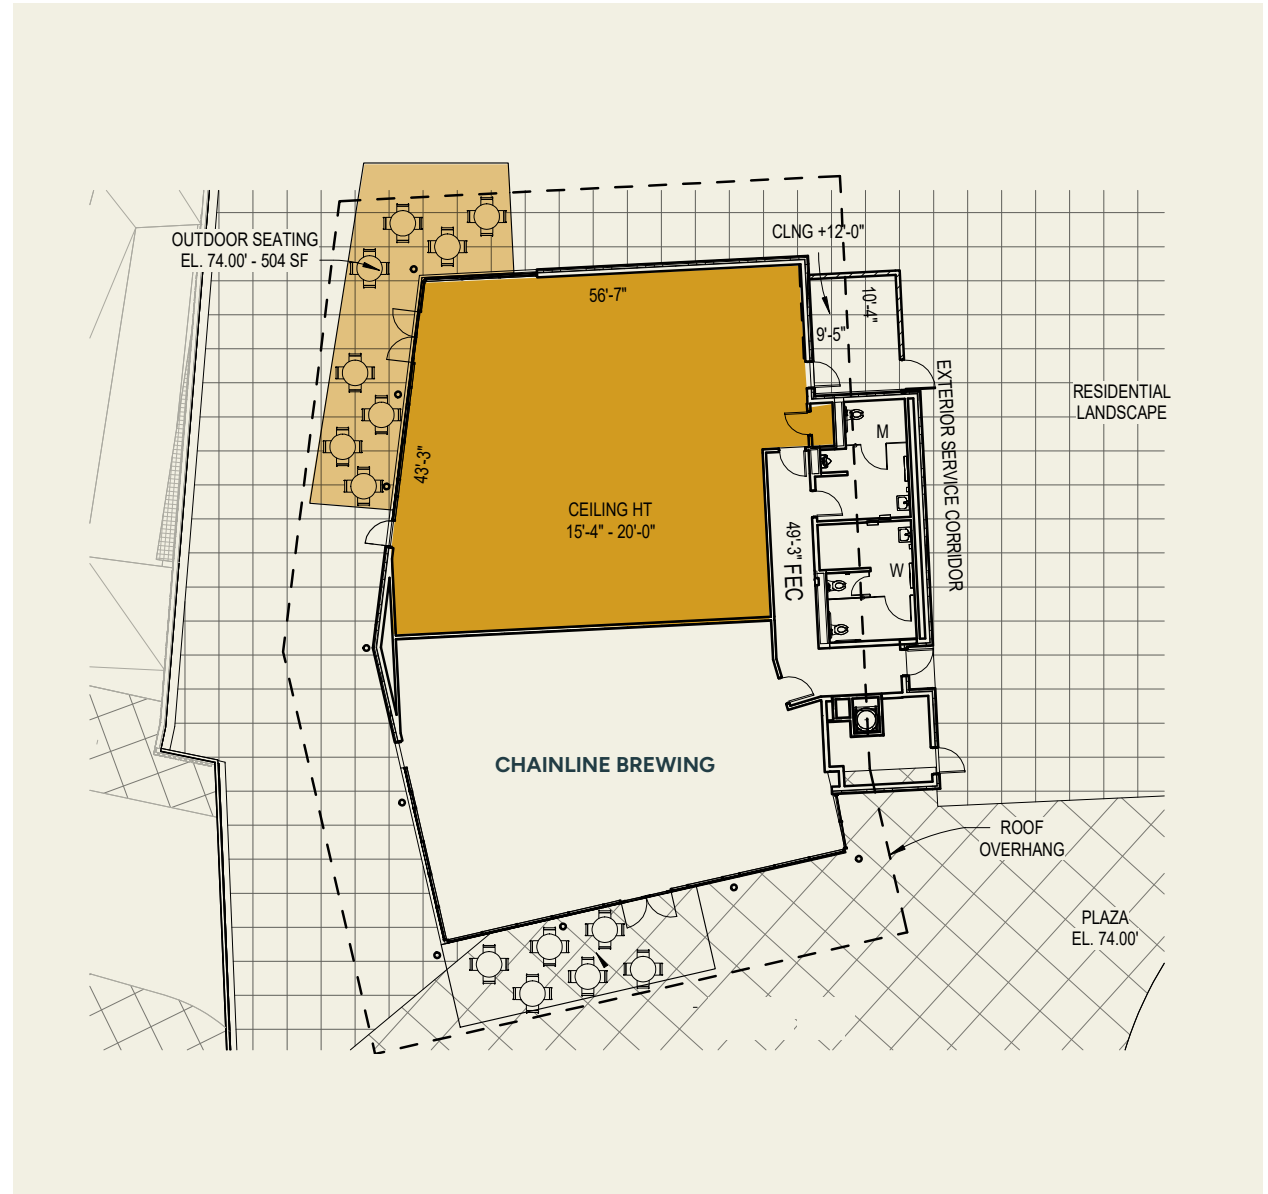 OUTDOOR SEATING
EL. 74.00' - 504 SF
CLNG +12'-0"
56'-7"
10'-4"
9'-5"
EXTERIOR SERVICE CORRIDOR
RESIDENTIAL
LANDSCAPE
M
43'-3"
CEILING HT
15'-4" - 20'-0"
49'-3" FEC
W
CHAINLINE BREWING
ROOF
OVERHANG
PLAZA
EL. 74.00'